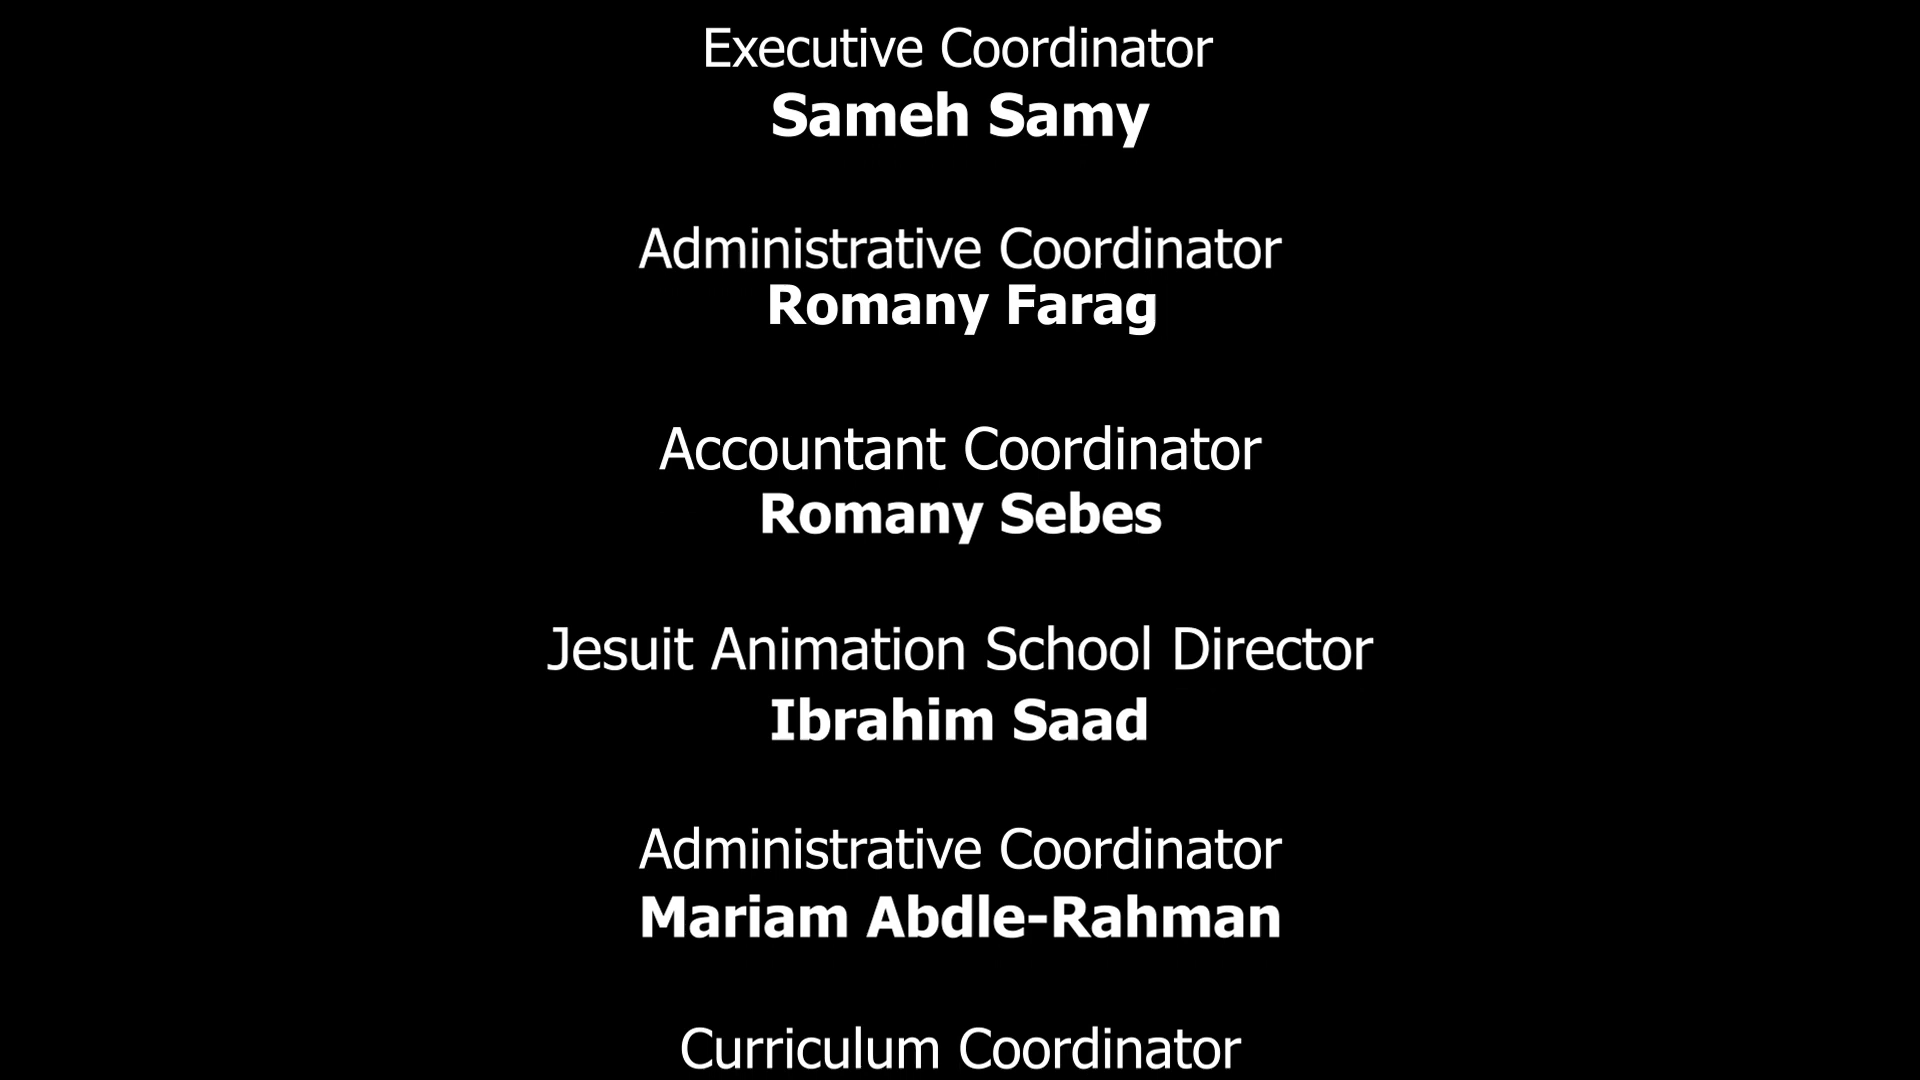 Executive Coordinator
Sameh Samy
Administrative Coordinator
Romany Farag
Accountant Coordinator
Romany Sebes
Jesuit Animation School Director
Ibrahim Saad
Administrative Coordinator
Mariam Abdle-Rahman
Curriculum Coordinator